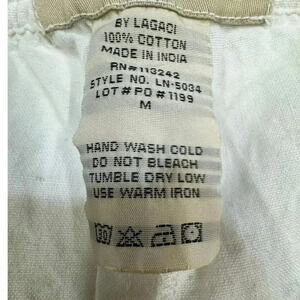 BY LAGACI
100% COTTON
MADE IN INDIA
RN#113242
STYLE NO. LN-5034
LOT#PO#1199
M
HAND WASH COLD
DO NOT BLEACH
TUMBLE DRY LOW
USE WARM IRON
30